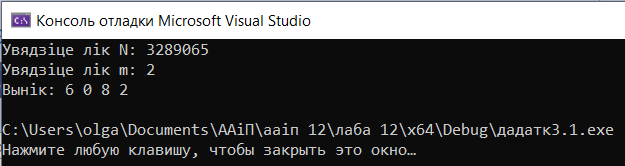 Консоль отладки Microsoft Visual Studio
Увядзіце лік N: 3289065
Увядзіце лік m: 2
Вынік: 6 0 8 2
C:\Users\olga\Documents\ААіП\ааіп 12\лаба 12\x64\Debug\дадатк3.1.exe
Нажмите любую клавишу, чтобы закрыть это окно…